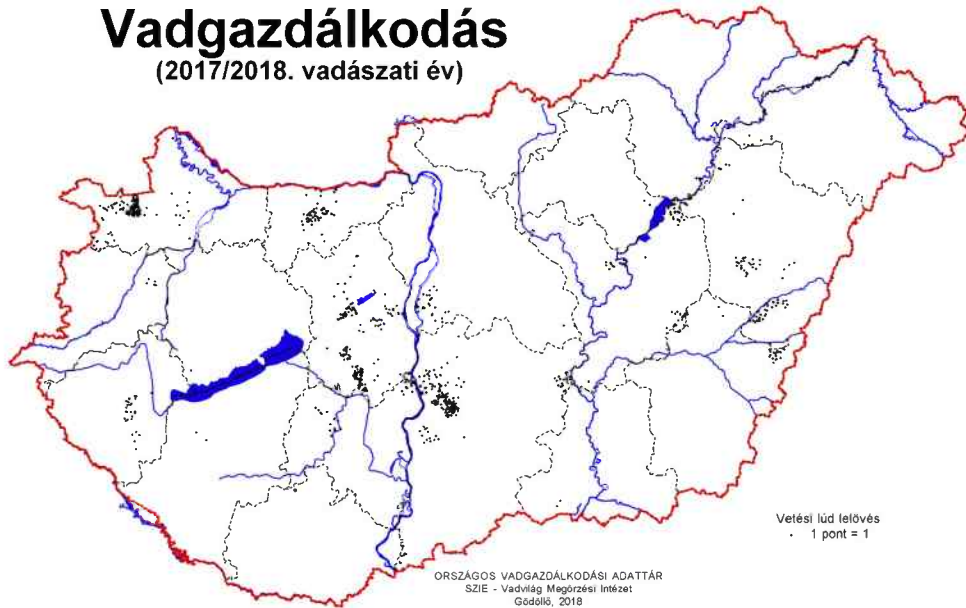 Vadgazdálkodás
(2017/2018. vadászati év)
Vetési lúd lelövés
1 pont = 1
ORSZÁGOS VADGAZDÁLKODÁSI ADATTÁR
SZIE - Vadvilág Megőrzési Intézet
Gödöllő, 2018